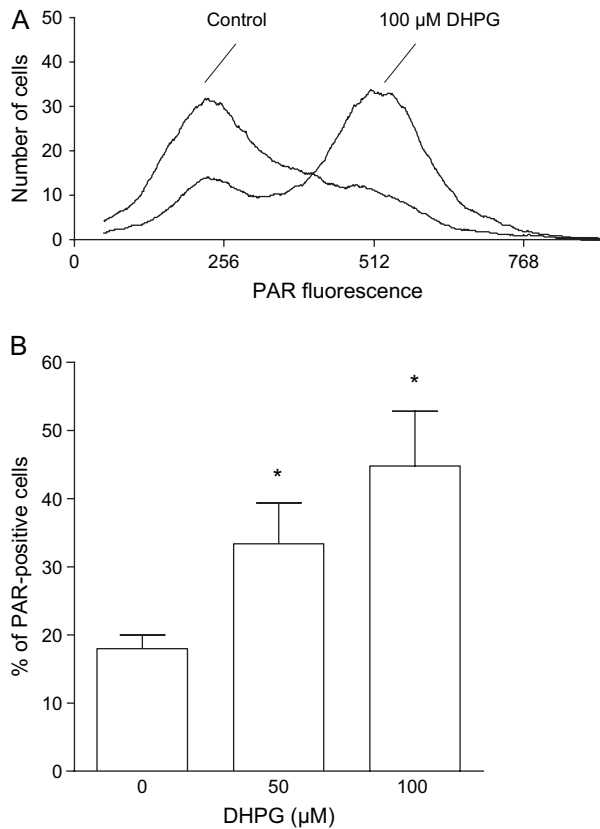 A
50
Control
100 μM DHPG
40
30
20
10
0
Number of cells
0 256 512 768
PAR fluorescence
B
60
50
40
30
20
10
0
% of PAR-positive cells
*
*
0 50 100
DHPG (μM)